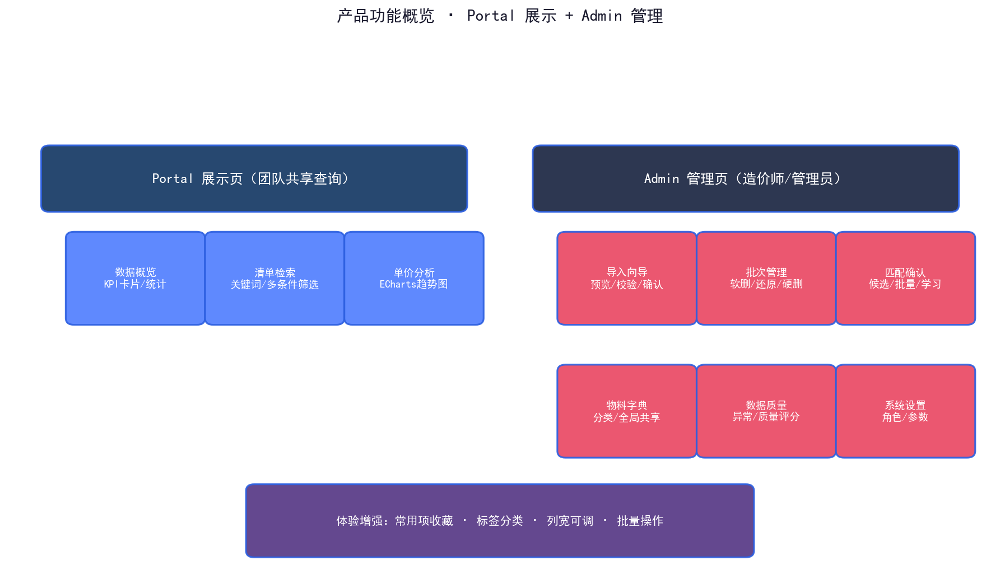 产品功能概览 · Portal 展示 + Admin 管理
Portal 展示页（团队共享查询）
Admin 管理页（造价师/管理员）
数据概览
KPI卡片/统计
清单检索
关键词/多条件筛选
单价分析
ECharts趋势图
导入向导
预览/校验/确认
批次管理
软删/还原/硬删
匹配确认
候选/批量/学习
物料字典
分类/全局共享
数据质量
异常/质量评分
系统设置
角色/参数
体验增强: 常用项收藏 · 标签分类 · 列宽可调 · 批量操作